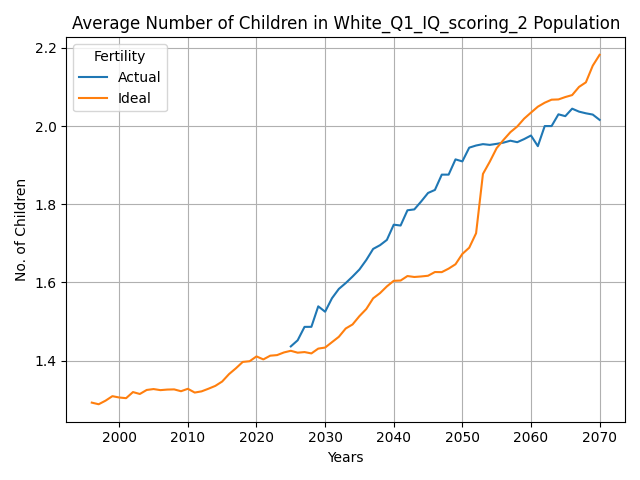 Average Number of Children in White_Q1_IQ_scoring_2 Population
Fertility
Actual
Ideal
No. of Children
2.2
2.0
1.8
1.6
1.4
2000 2010 2020 2030 2040 2050 2060 2070
Years